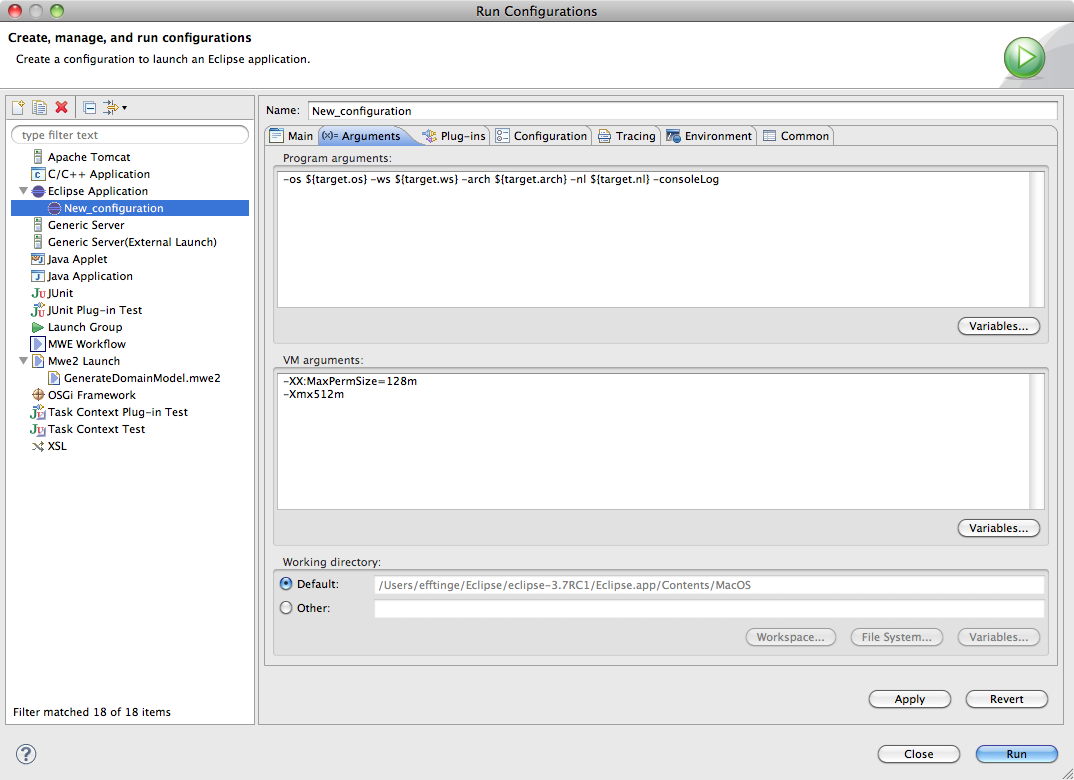 Run Configurations
Create, manage, and run configurations
Create a configuration to launch an Eclipse application.
type filter text
Apache Tomcat
C/C++ Application
Eclipse Application
New_configuration
Generic Server
Generic Server(External Launch)
Java Applet
Java Application
JUnit
JUnit Plug-in Test
Launch Group
MWE Workflow
Mwe2 Launch
GenerateDomainModel.mwe2
OSGi Framework
Task Context Plug-in Test
Task Context Test
XSL
Filter matched 18 of 18 items
Name: New_configuration
Main (x)= Arguments Plug-ins Configuration Tracing Environment Common
Program arguments:
-os ${target.os} -ws ${target.ws} -arch ${target.arch} -nl ${target.nl} -consoleLog
Variables...
VM arguments:
-XX:MaxPermSize=128m
-Xmx512m
Variables...
Working directory:
Default: /Users/efftinge/Eclipse/eclipse-3.7RC1/Eclipse.app/Contents/MacOS
Other:
Workspace... File System... Variables...
Apply Revert
? Close Run